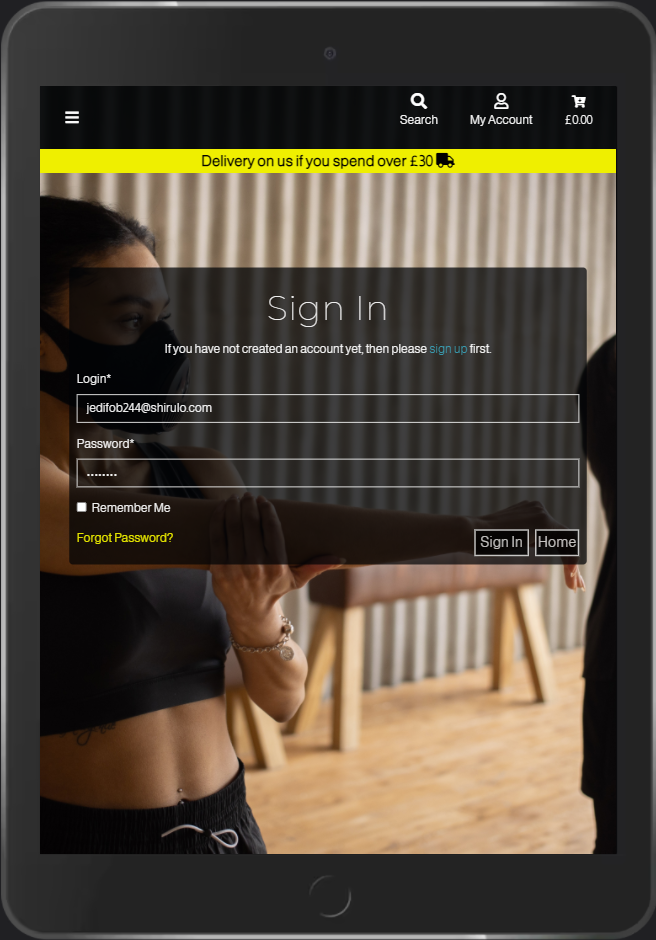 Search
My Account
£0.00
Delivery on us if you spend over £30
Sign In
If you have not created an account yet, then please sign up first.
Login*
jedifob244@shirulo.com
Password*
········
Remember Me
Forgot Password?
Sign In
Home